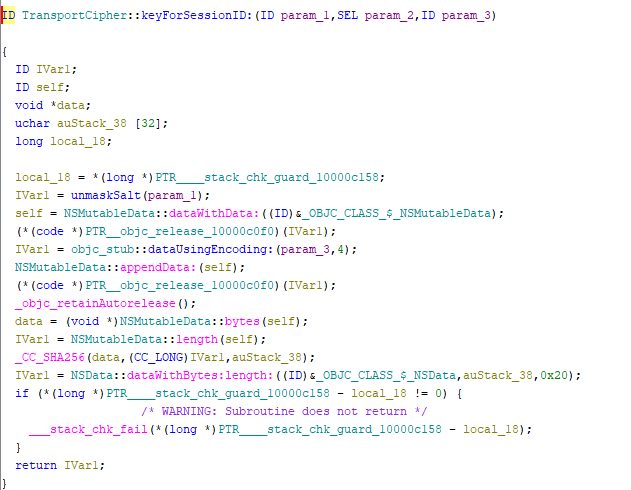 ID TransportCipher::keyForSessionID:(ID param_1,SEL param_2,ID param_3)
{
ID IVar1;
ID self;
void *data;
uchar auStack_38 [32];
long local_18;
local_18 = *(long *)PTR____stack_chk_guard_10000c158;
IVar1 = unmaskSalt(param_1);
self = NSMutableData::dataWithData:((ID)&_OBJC_CLASS_$_NSMutableData);
(*(code *)PTR__objc_release_10000c0f0)(IVar1);
IVar1 = objc_stub::dataUsingEncoding:(param_3,4);
NSMutableData::appendData:(self);
(*(code *)PTR__objc_release_10000c0f0)(IVar1);
_objc_retainAutorelease();
data = (void *)NSMutableData::bytes(self);
IVar1 = NSMutableData::length(self);
_CC_SHA256(data,(CC_LONG)IVar1,auStack_38);
IVar1 = NSData::dataWithBytes:length:((ID)&_OBJC_CLASS_$_NSData,auStack_38,0x20);
if (*(long *)PTR____stack_chk_guard_10000c158 - local_18 != 0) {
/* WARNING: Subroutine does not return */
___stack_chk_fail(*(long *)PTR____stack_chk_guard_10000c158 - local_18);
}
return IVar1;
}